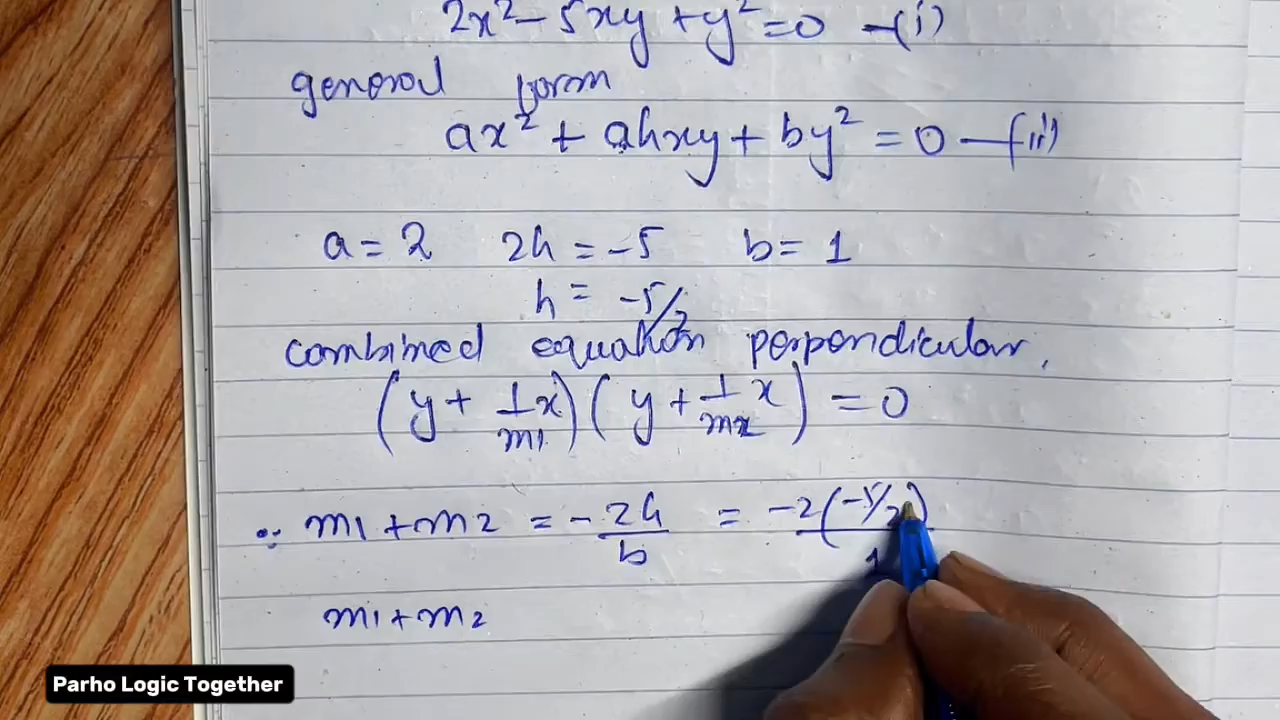 2x² - 5xy + y² = 0 —(i)
general form
ax² + 2hxy + by² = 0 —(ii)
a = 2 2h = -5 b = 1
h = -5/2
combined equation perpendicular,
(y + 1/m1 x)(y + 1/m2 x) = 0
∵ m1 + m2 = - 2h/b = -2(-5/2)/1
m1 + m2
Parho Logic Together